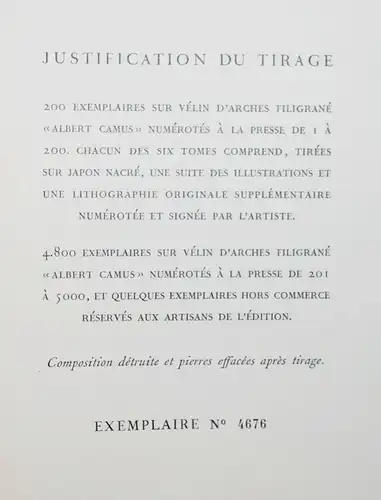 JUSTIFICATION DU TIRAGE
200 EXEMPLAIRES SUR VÉLIN D'ARCHES FILIGRANÉ
«ALBERT CAMUS» NUMÉROTÉS À LA PRESSE DE 1 À
200. CHACUN DES SIX TOMES COMPREND, TIRÉES
SUR JAPON NACRÉ, UNE SUITE DES ILLUSTRATIONS ET
UNE LITHOGRAPHIE ORIGINALE SUPPLÉMENTAIRE
NUMÉROTÉE ET SIGNÉE PAR L'ARTISTE.
4.800 EXEMPLAIRES SUR VÉLIN D'ARCHES FILIGRANÉ
«ALBERT CAMUS» NUMÉROTÉS À LA PRESSE DE 201
À 5000, ET QUELQUES EXEMPLAIRES HORS COMMERCE
RÉSERVÉS AUX ARTISANS DE L'ÉDITION.
Composition détruite et pierres effacées après tirage.
EXEMPLAIRE Nº 4676